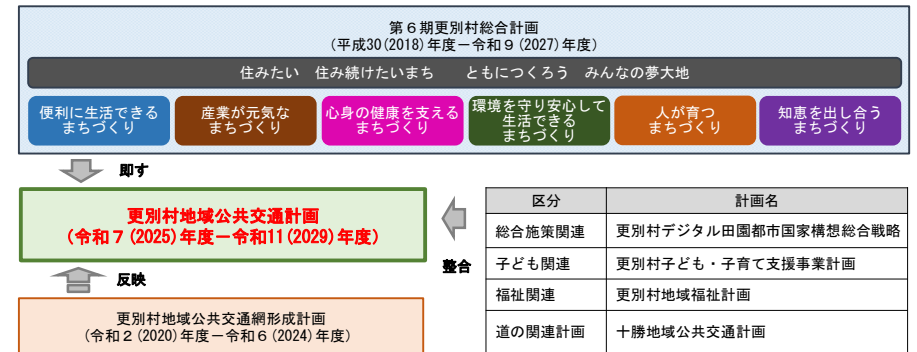 第６期更別村総合計画
（平成30(2018)年度－令和９(2027)年度）
住みたい　住み続けたいまち　　ともにつくろう　みんなの夢大地
便利に生活できる
まちづくり
産業が元気な
まちづくり
心身の健康を支える
まちづくり
環境を守り安心して
生活できる
まちづくり
人が育つ
まちづくり
知恵を出し合う
まちづくり
即す
更別村地域公共交通計画
（令和７(2025)年度－令和11(2029)年度）
反映
更別村地域公共交通網形成計画
（令和２(2020)年度－令和６(2024)年度）
整合
区分　計画名
総合施策関連　更別村デジタル田園都市国家構想総合戦略
子ども関連　更別村子ども・子育て支援事業計画
福祉関連　更別村地域福祉計画
道の関連計画　十勝地域公共交通計画